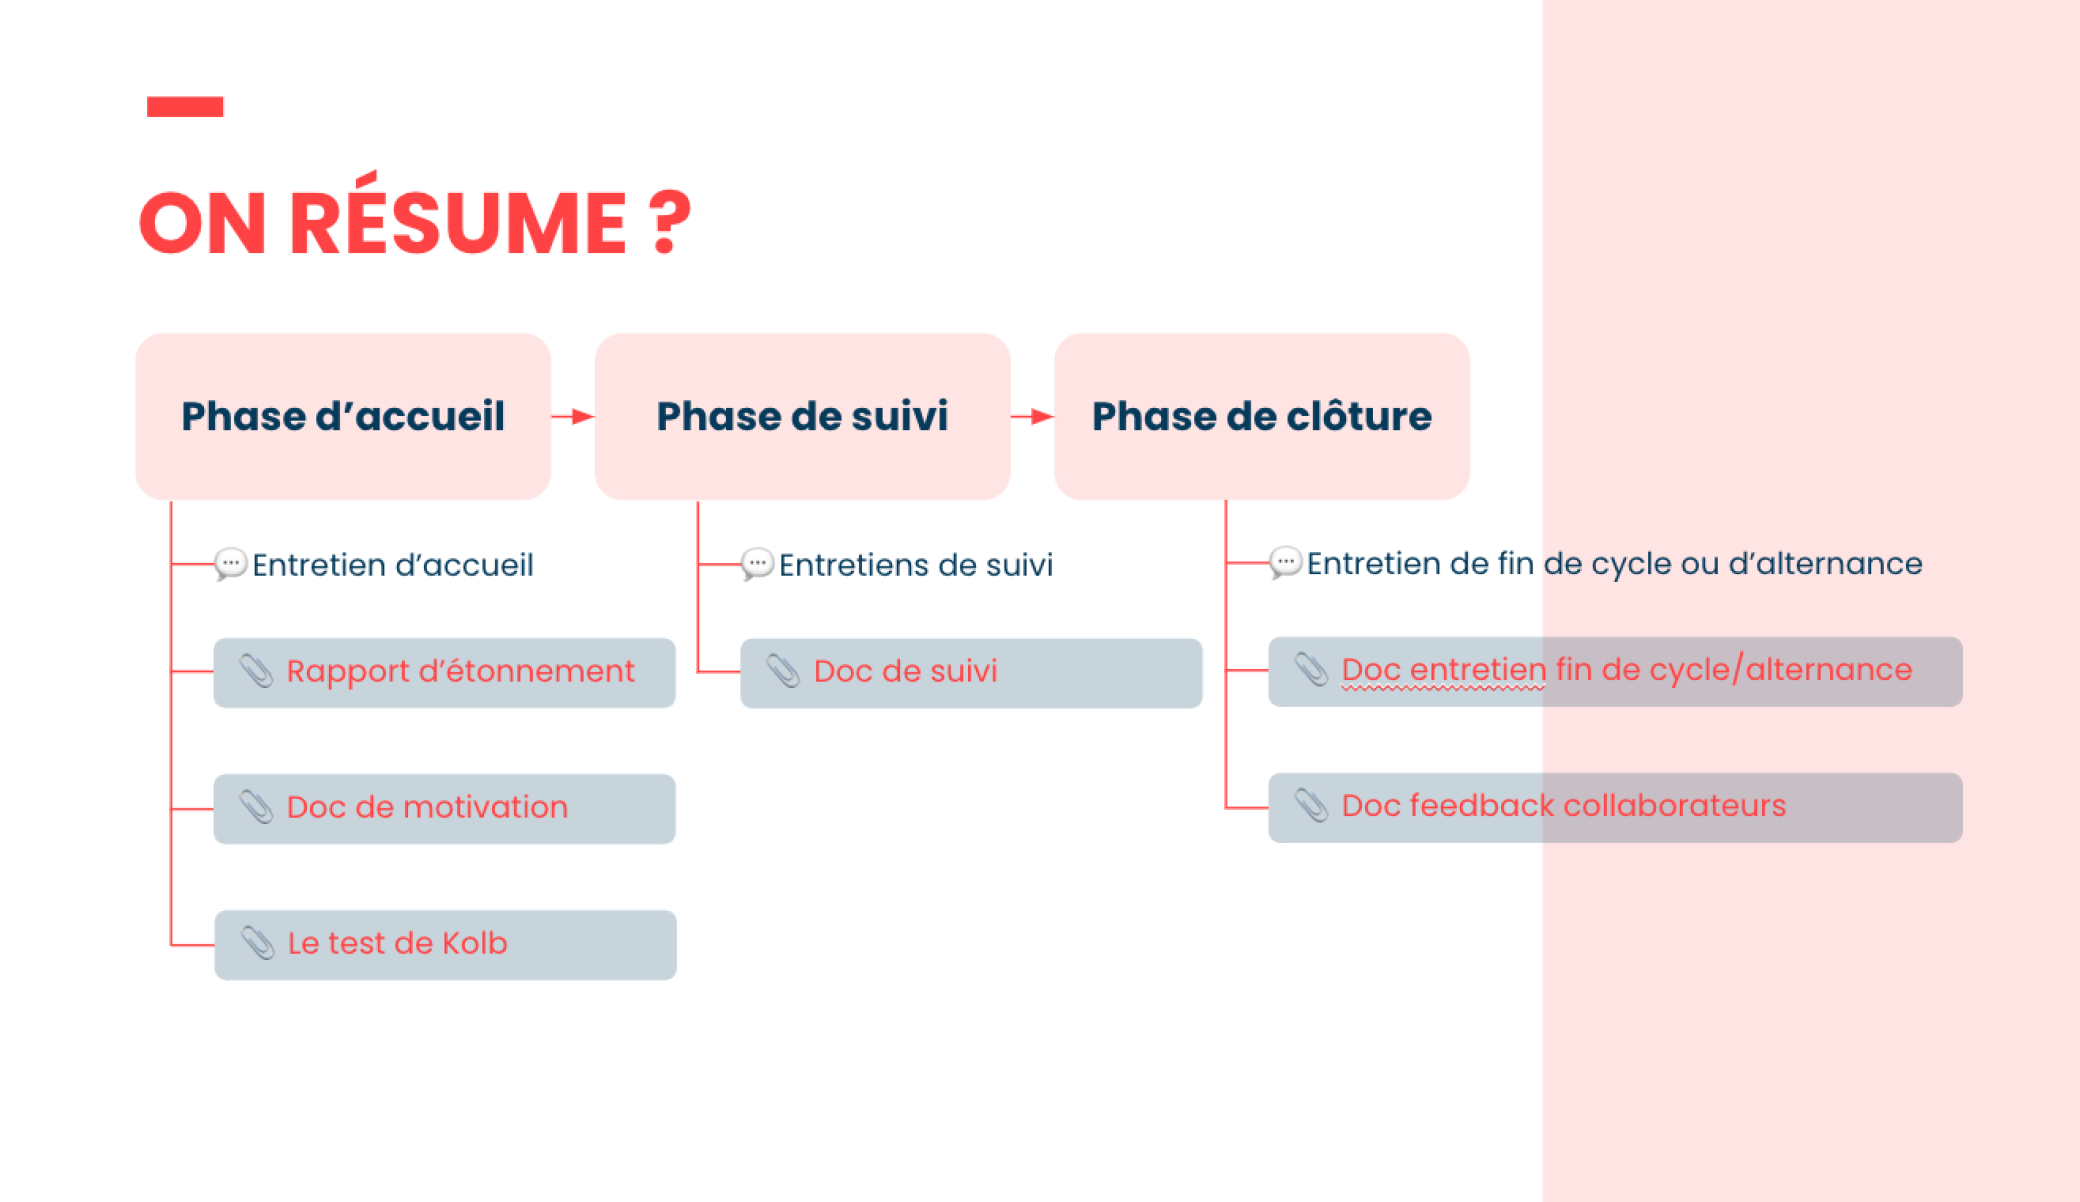 ON RÉSUME ?
Phase d’accueil
Phase de suivi
Phase de clôture
Entretien d’accueil
Rapport d’étonnement
Doc de motivation
Le test de Kolb
Entretiens de suivi
Doc de suivi
Entretien de fin de cycle ou d’alternance
Doc entretien fin de cycle/alternance
Doc feedback collaborateurs